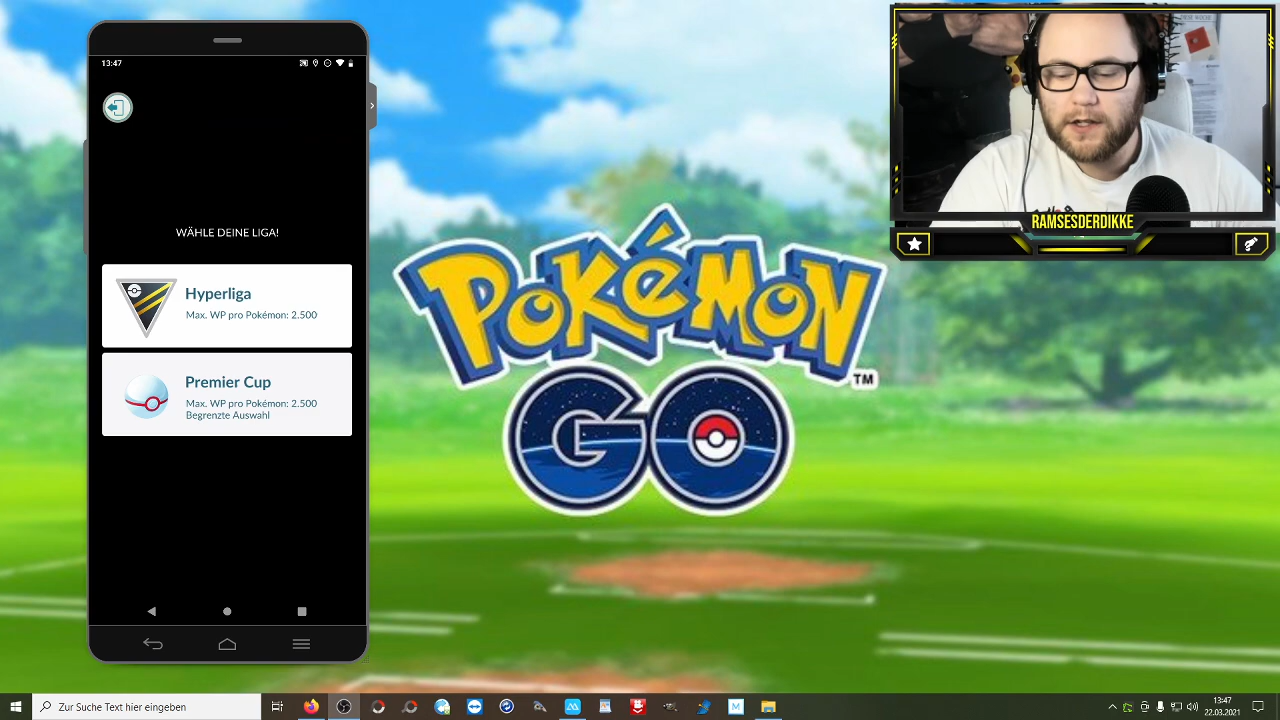 13:47
WÄHLE DEINE LIGA!
Hyperliga
Max. WP pro Pokémon: 2.500
Premier Cup
Max. WP pro Pokémon: 2.500
Begrenzte Auswahl
POKÉMON
GO
TM
RAMSESDERDIKKE
Zur Suche Text hier eingeben
M
13:47
22.03.2021